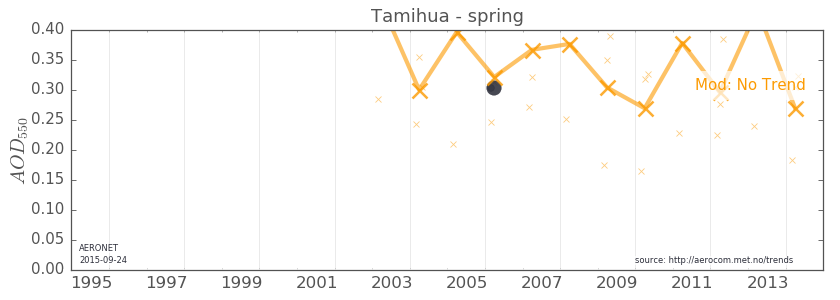 Tamihua - spring
0.40
0.35
0.30
0.25
0.20
0.15
0.10
0.05
0.00
AOD550
Mod: No Trend
AERONET
2015-09-24
source: http://aerocom.met.no/trends
1995 1997 1999 2001 2003 2005 2007 2009 2011 2013